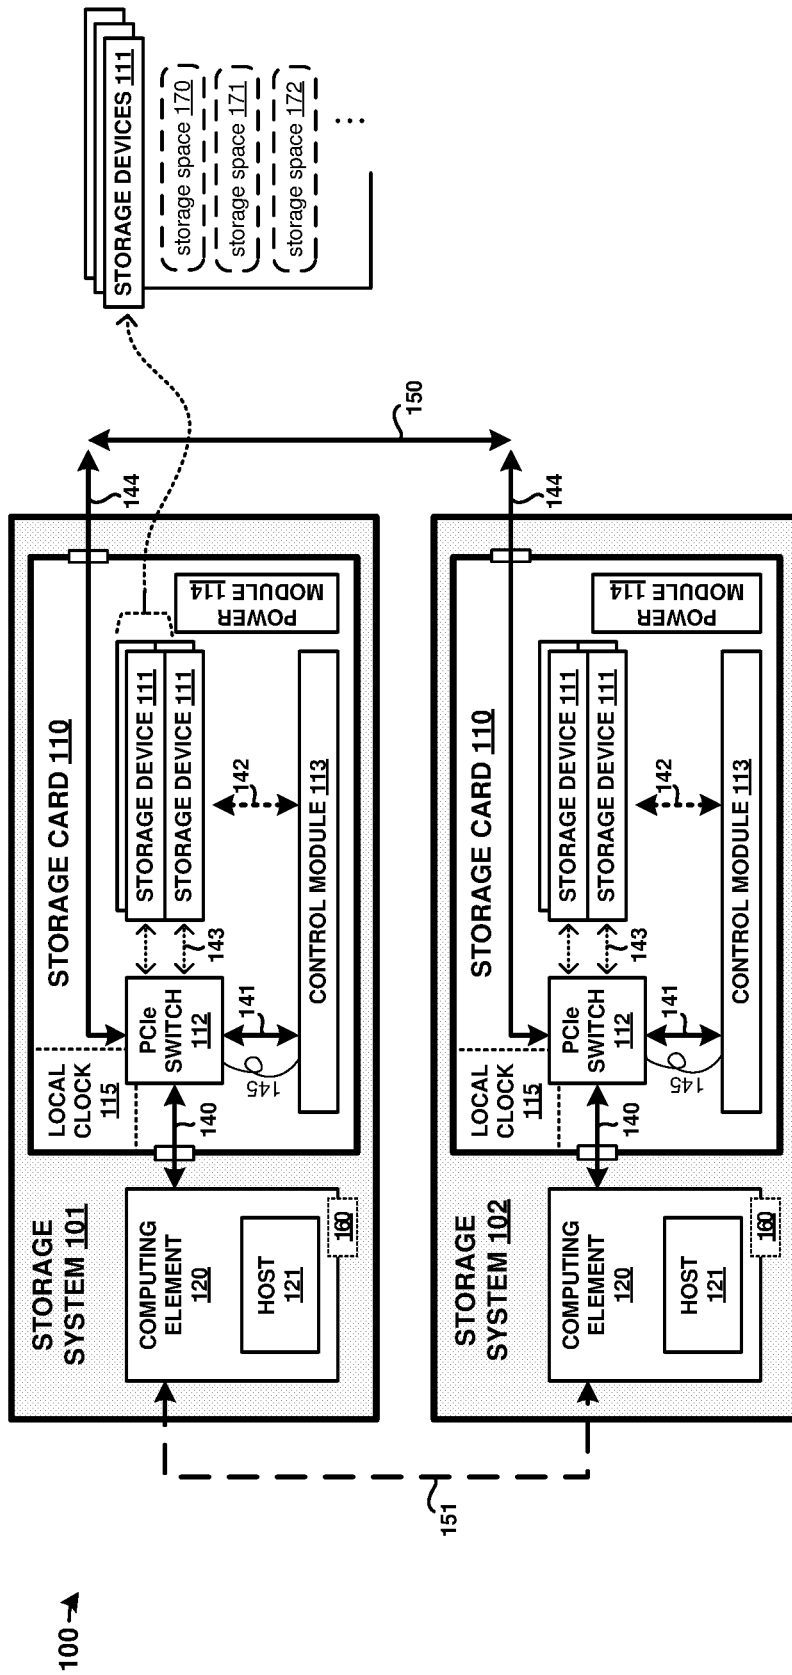 100
STORAGE
SYSTEM 101
COMPUTING
ELEMENT
120
HOST
121
160
LOCAL
CLOCK
115
STORAGE CARD 110
140
PCIe
SWITCH
112
145
141
143
STORAGE DEVICE 111
STORAGE DEVICE 111
142
CONTROL MODULE 113
POWER
MODULE 114
144
STORAGE DEVICES 111
storage space 170
storage space 171
storage space 172
...
151
150
STORAGE
SYSTEM 102
COMPUTING
ELEMENT
120
HOST
121
160
LOCAL
CLOCK
115
STORAGE CARD 110
140
PCIe
SWITCH
112
145
141
143
STORAGE DEVICE 111
STORAGE DEVICE 111
142
CONTROL MODULE 113
POWER
MODULE 114
144